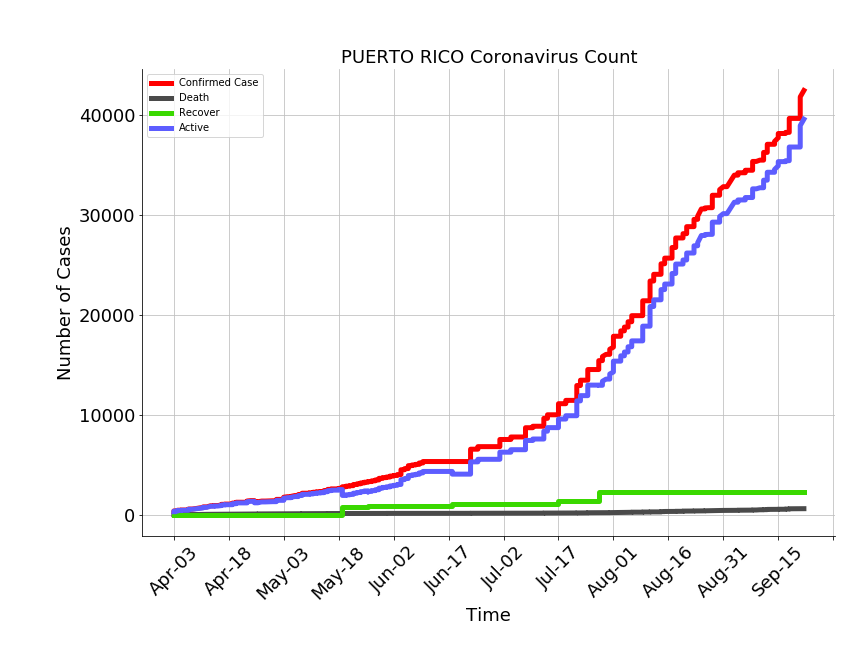 PUERTO RICO Coronavirus Count
Confirmed Case
Death
Recover
Active
Number of Cases
40000
30000
20000
10000
0
Apr-03
Apr-18
May-03
May-18
Jun-02
Jun-17
Jul-02
Jul-17
Aug-01
Aug-16
Aug-31
Sep-15
Time